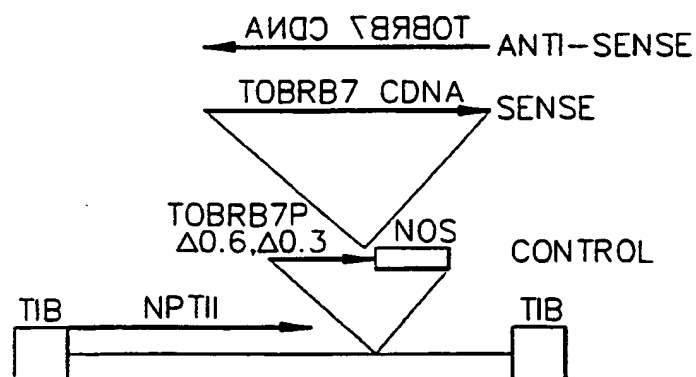 TOBRB7 CDNA
ANTI-SENSE
TOBRB7 CDNA
SENSE
TOBRB7P
Δ0.6,Δ0.3
NOS
CONTROL
TIB
NPTII
TIB